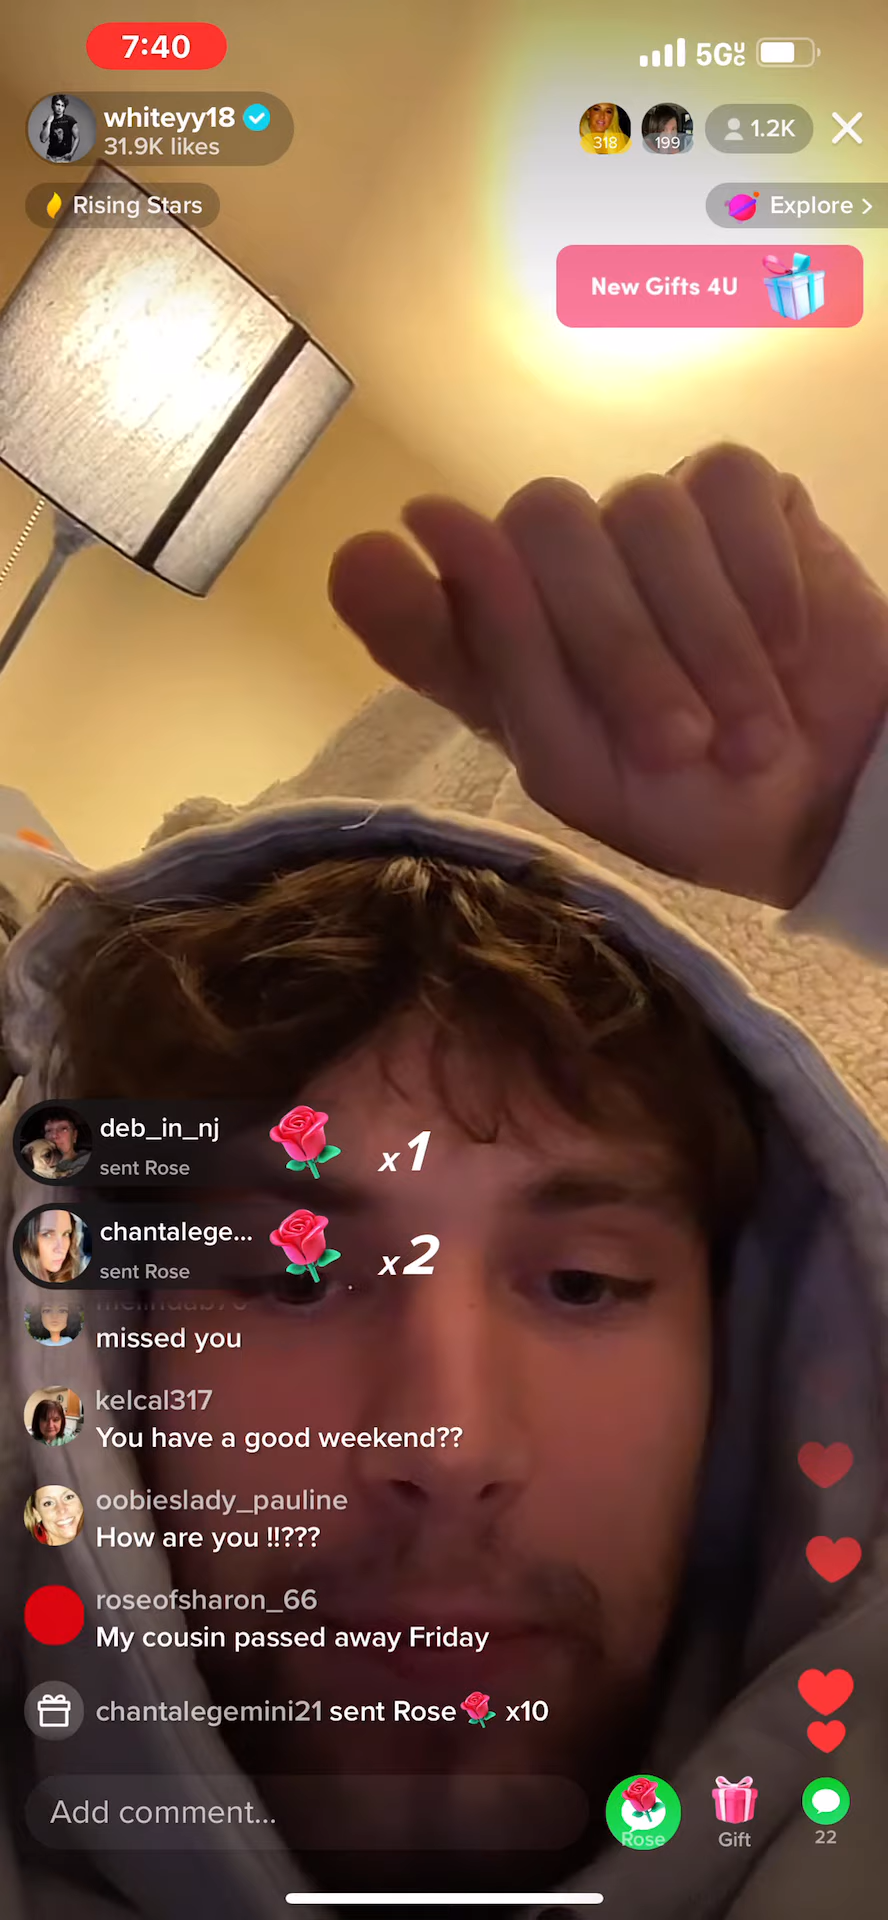 7:40
5G UC
whiteyy18
31.9K likes
318
199
1.2K
Rising Stars
Explore >
New Gifts 4U
deb_in_nj
sent Rose
x1
chantalege...
sent Rose
x2
missed you
kelcal317
You have a good weekend??
oobieslady_pauline
How are you !!???
roseofsharon_66
My cousin passed away Friday
chantalegemini21 sent Rose🌹 x10
Add comment...
Rose
Gift
22